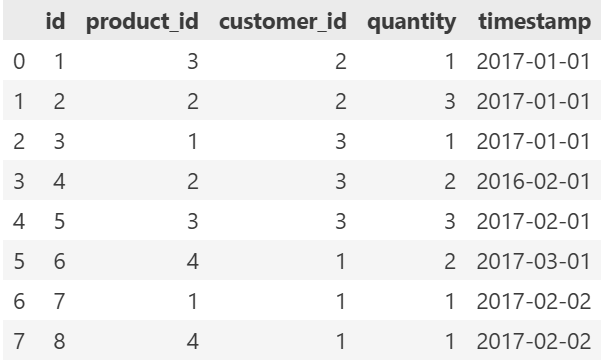 id product_id customer_id quantity timestamp
0 1 3 2 1 2017-01-01
1 2 2 2 3 2017-01-01
2 3 1 3 1 2017-01-01
3 4 2 3 2 2016-02-01
4 5 3 3 3 2017-02-01
5 6 4 1 2 2017-03-01
6 7 1 1 1 2017-02-02
7 8 4 1 1 2017-02-02